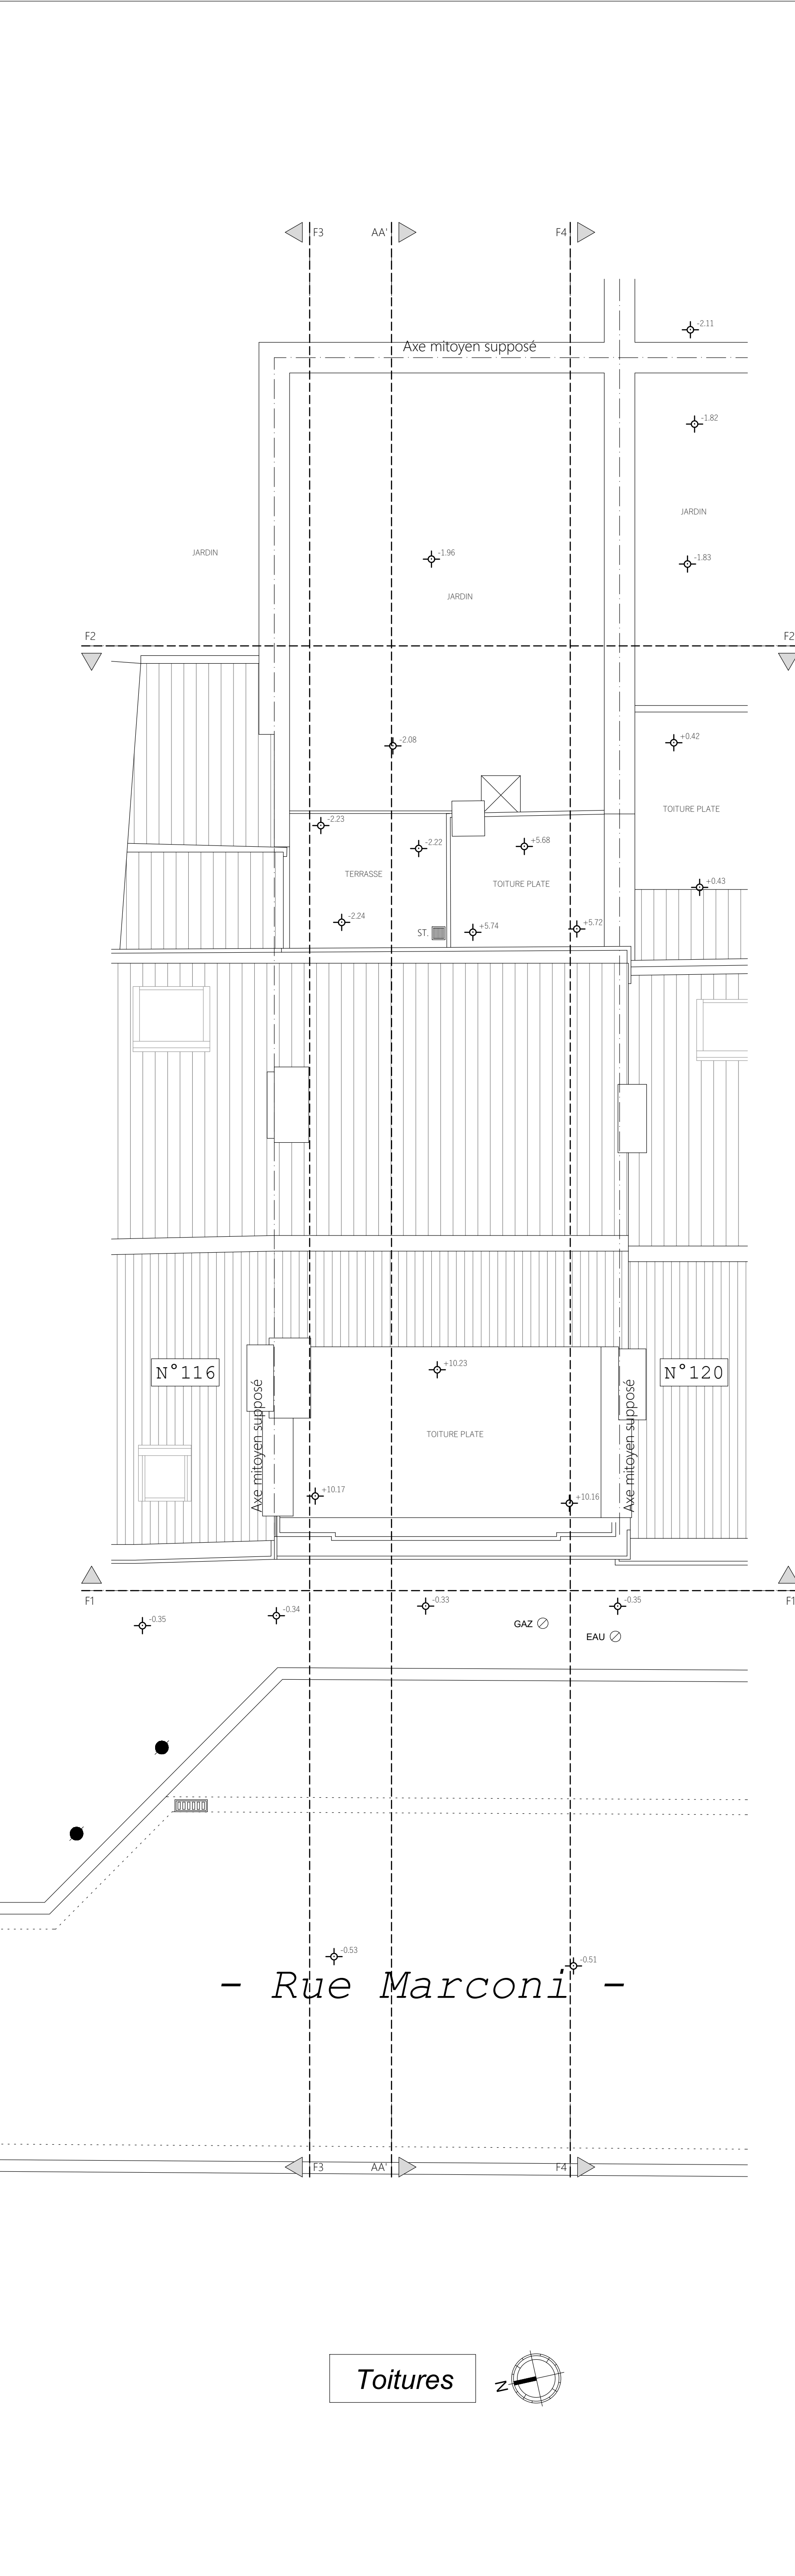 F3
AA'
F4
-2.11
Axe mitoyen supposé
-1.82
JARDIN
JARDIN
-1.96
-1.83
JARDIN
F2
F2
-2.08
+0.42
TOITURE PLATE
-2.23
-2.22
+5.68
TERRASSE
TOITURE PLATE
+0.43
-2.24
ST.
+5.74
+5.72
N°116
+10.23
N°120
Axe mitoyen supposé
Axe mitoyen supposé
TOITURE PLATE
+10.17
+10.16
F1
F1
-0.35
-0.34
-0.33
-0.35
GAZ
EAU
-0.53
-0.51
- Rue Marconi -
F3
AA'
F4
Toitures
N